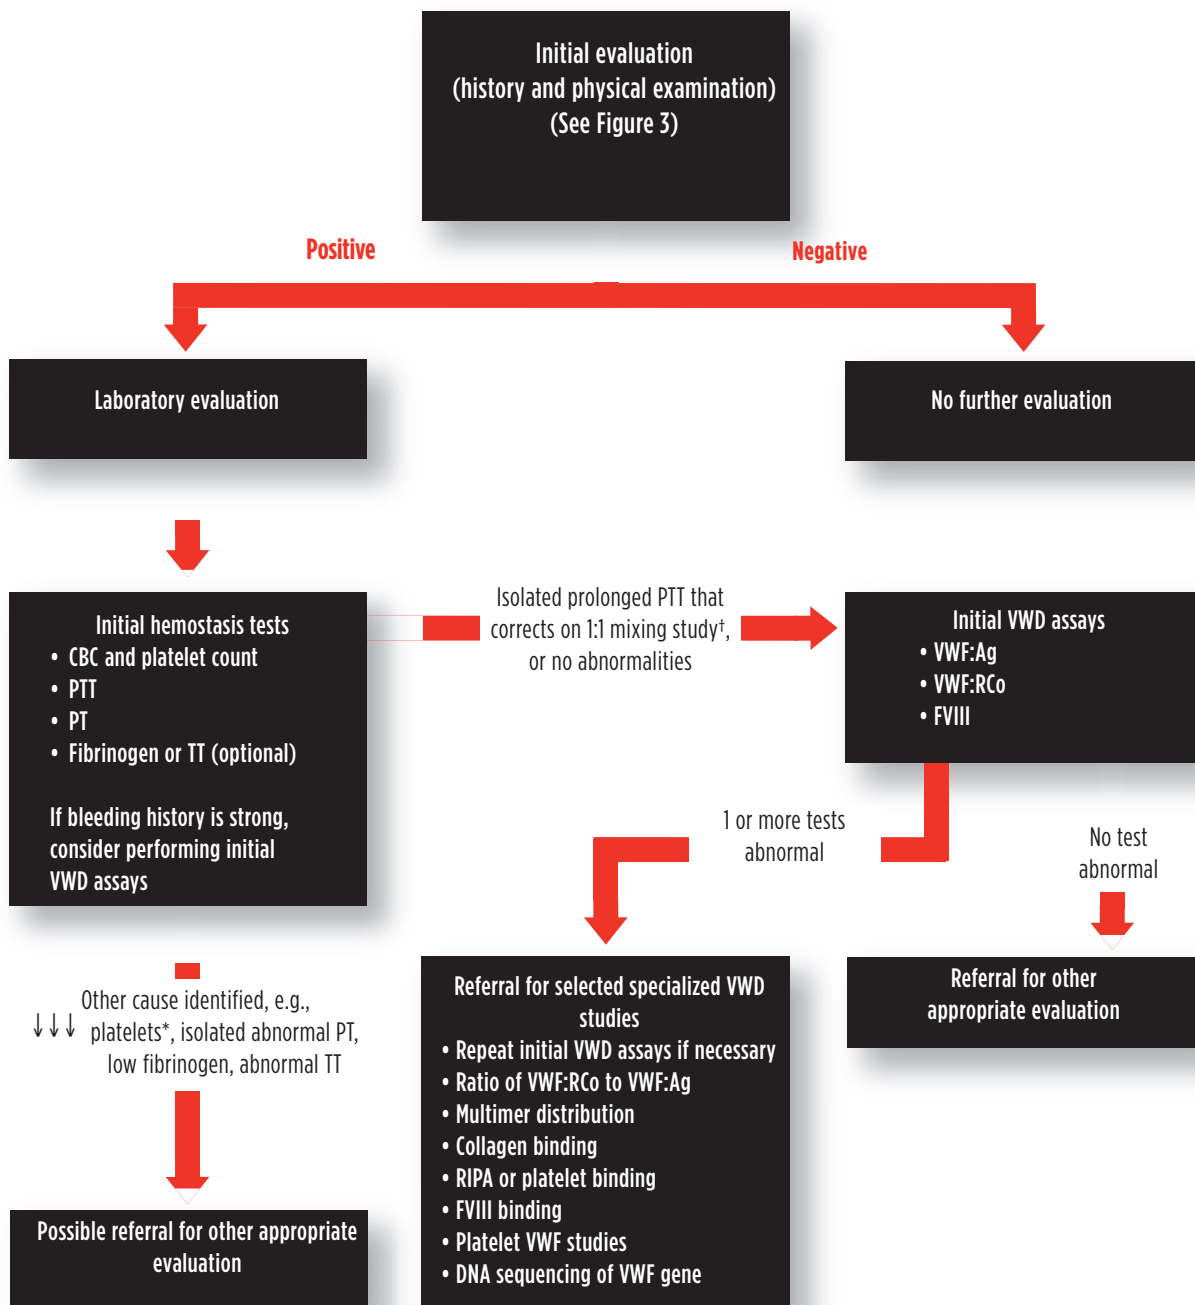 Initial evaluation
(history and physical examination)
(See Figure 3)
Positive
Negative
Laboratory evaluation
No further evaluation
Initial hemostasis tests
• CBC and platelet count
• PTT
• PT
• Fibrinogen or TT (optional)
If bleeding history is strong,
consider performing initial
VWD assays
Isolated prolonged PTT that
corrects on 1:1 mixing study†,
or no abnormalities
Initial VWD assays
• VWF:Ag
• VWF:RCo
• FVIII
1 or more tests
abnormal
No test
abnormal
Other cause identified, e.g.,
↓↓↓ platelets*, isolated abnormal PT,
low fibrinogen, abnormal TT
Referral for selected specialized VWD
studies
• Repeat initial VWD assays if necessary
• Ratio of VWF:RCo to VWF:Ag
• Multimer distribution
• Collagen binding
• RIPA or platelet binding
• FVIII binding
• Platelet VWF studies
• DNA sequencing of VWF gene
Referral for other
appropriate evaluation
Possible referral for other appropriate
evaluation